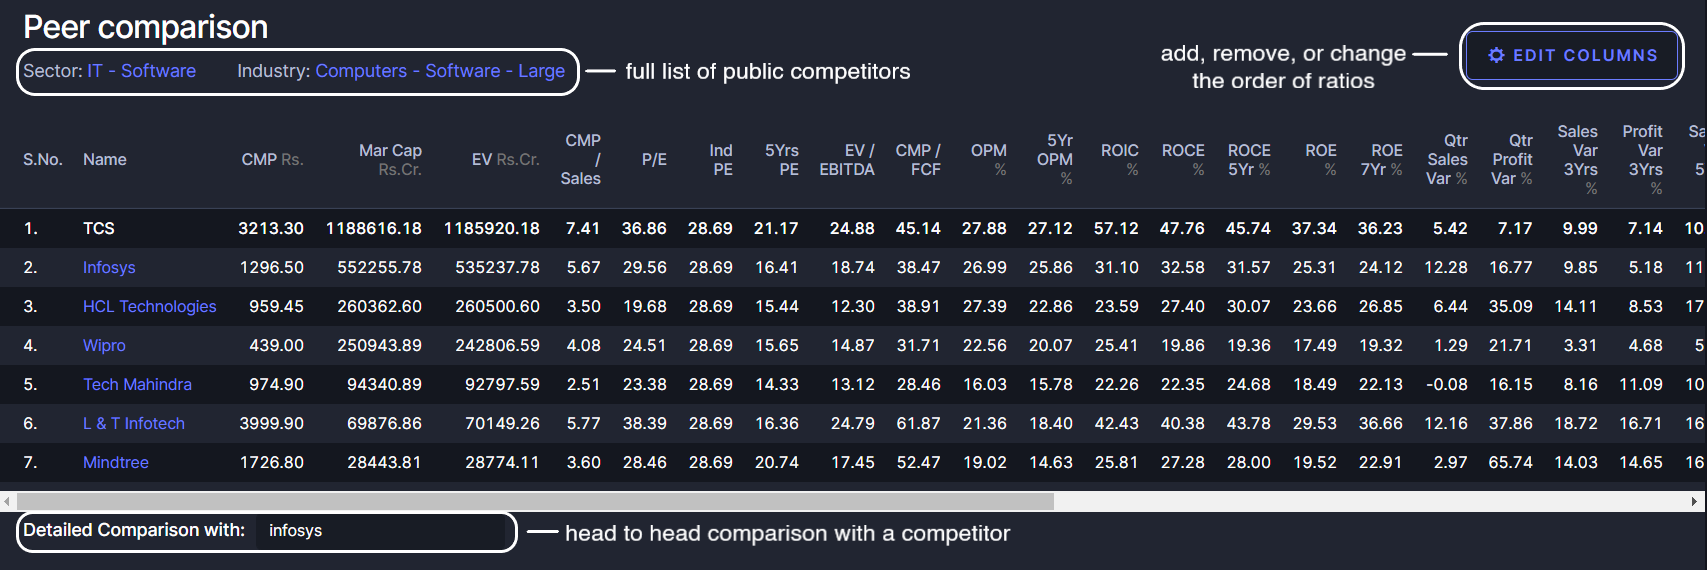 Peer comparison
Sector: IT - Software Industry: Computers - Software - Large
full list of public competitors
add, remove, or change
the order of ratios
EDIT COLUMNS
S.No. Name CMP Rs. Mar Cap Rs.Cr. EV Rs.Cr. CMP / Sales P/E Ind PE 5Yrs PE EV / EBITDA CMP / FCF OPM % 5Yr OPM % ROIC % ROCE % ROCE 5Yr % ROE % ROE 7Yr % Qtr Sales Var % Qtr Profit Var % Sales Var 3Yrs % Profit Var 3Yrs % Sa 5
1. TCS 3213.30 1188616.18 1185920.18 7.41 36.86 28.69 21.17 24.88 45.14 27.88 27.12 57.12 47.76 45.74 37.34 36.23 5.42 7.17 9.99 7.14 10
2. Infosys 1296.50 552255.78 535237.78 5.67 29.56 28.69 16.41 18.74 38.47 26.99 25.86 31.10 32.58 31.57 25.31 24.12 12.28 16.77 9.85 5.18 11
3. HCL Technologies 959.45 260362.60 260500.60 3.50 19.68 28.69 15.44 12.30 38.91 27.39 22.86 23.59 27.40 30.07 23.66 26.85 6.44 35.09 14.11 8.53 17
4. Wipro 439.00 250943.89 242806.59 4.08 24.51 28.69 15.65 14.87 31.71 22.56 20.07 25.41 19.86 19.36 17.49 19.32 1.29 21.71 3.31 4.68 5
5. Tech Mahindra 974.90 94340.89 92797.59 2.51 23.38 28.69 14.33 13.12 28.46 16.03 15.78 22.26 22.35 24.68 18.49 22.13 -0.08 16.15 8.16 11.09 10
6. L & T Infotech 3999.90 69876.86 70149.26 5.77 38.39 28.69 16.36 24.79 61.87 21.36 18.40 42.43 40.38 43.78 29.53 36.66 12.16 37.86 18.72 16.71 16
7. Mindtree 1726.80 28443.81 28774.11 3.60 28.46 28.69 20.74 17.45 52.47 19.02 14.63 25.81 27.28 28.00 19.52 22.91 2.97 65.74 14.03 14.65 16
Detailed Comparison with: infosys
head to head comparison with a competitor